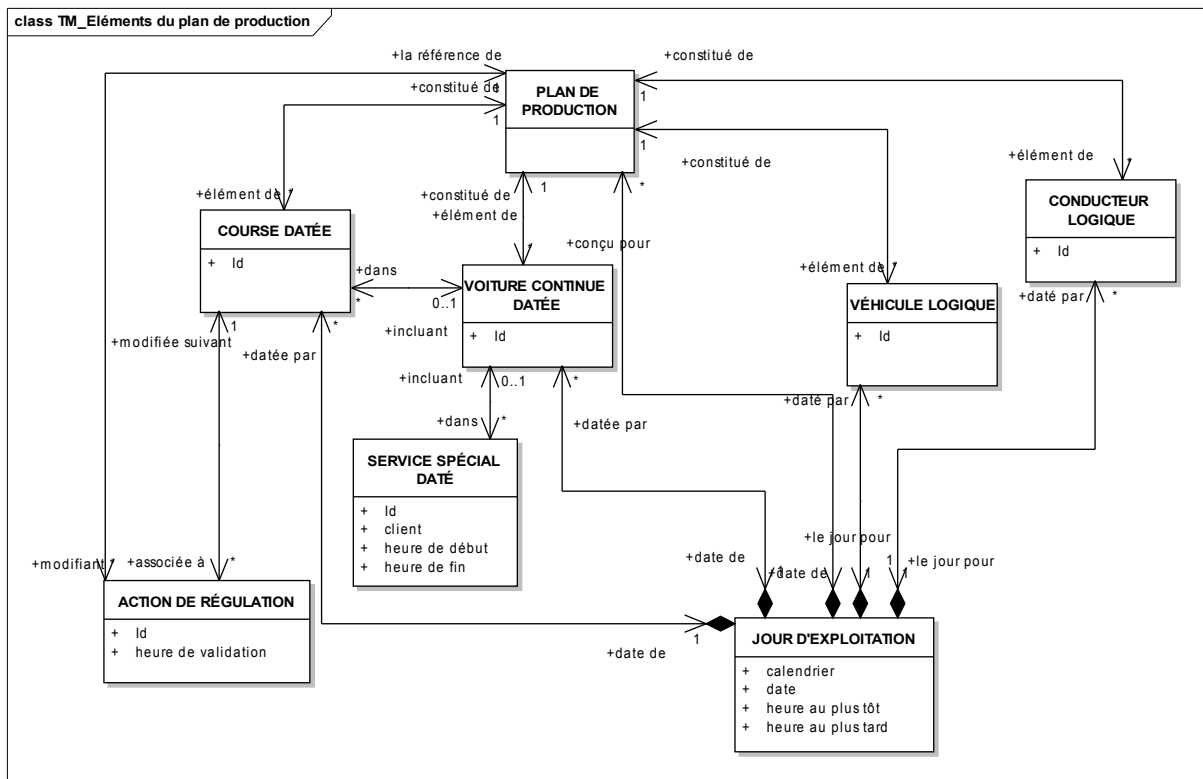 class TM_Eléments du plan de production
+la référence de
+constitué de
1
1
PLAN DE
PRODUCTION
+constitué de
1
1
+constitué de
+élément de *
+constitué de
1
+élément de
*
+conçu pour
*
+élément de
*
CONDUCTEUR
LOGIQUE
+ Id
COURSE DATÉE
+ Id
+dans
*
0..1
+incluant
VOITURE CONTINUE
DATÉE
+ Id
+élément de *
VÉHICULE LOGIQUE
+ Id
+daté par
*
+modifiée suivant
1
+datée par
*
+incluant
0..1
*
+datée par
+daté par
*
+dans
*
SERVICE SPÉCIAL
DATÉ
+ Id
+ client
+ heure de début
+ heure de fin
+modifiant *
+associée à
*
ACTION DE RÉGULATION
+ Id
+ heure de validation
+date de
1
+date de
+le jour pour
1
1
1
+le jour pour
1
+date de
JOUR D'EXPLOITATION
+ calendrier
+ date
+ heure au plus tôt
+ heure au plus tard